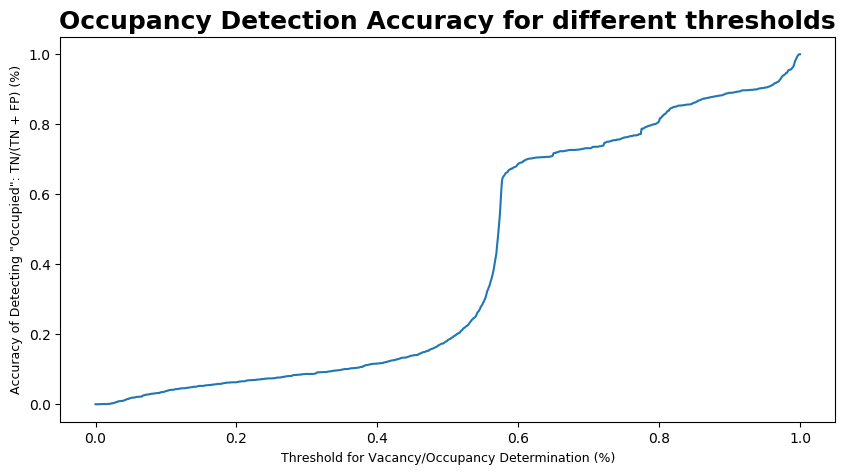 Occupancy Detection Accuracy for different thresholds
Accuracy of Detecting "Occupied": TN/(TN + FP) (%)
1.0
0.8
0.6
0.4
0.2
0.0
0.0 0.2 0.4 0.6 0.8 1.0
Threshold for Vacancy/Occupancy Determination (%)